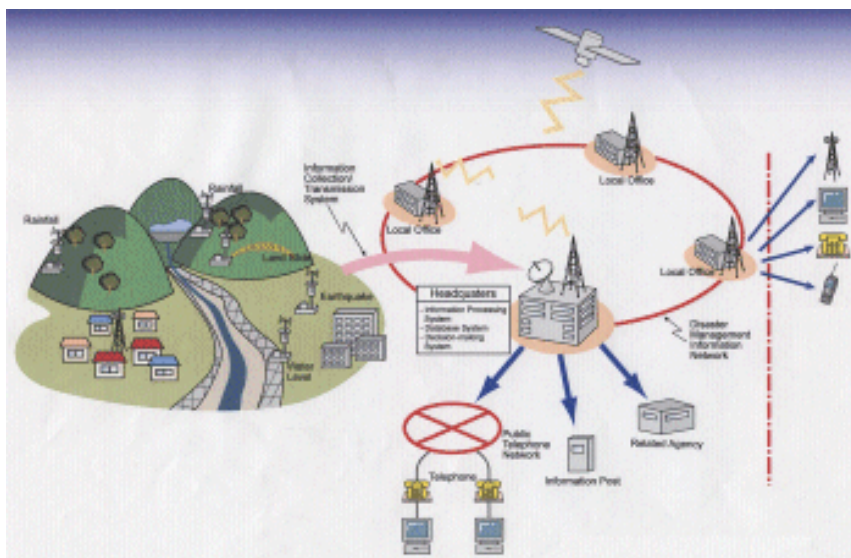 Rainfall
Rainfall
Land Slide
Earthquake
Water
Level
Information
Collection/
Transmission
System
Local Office
Local Office
Local Office
Headquaters
- Information Processing
System
- Database System
- Decision-making
System
Disaster
Management
Information
Network
Public
Telephone
Network
Telephone
Information Post
Related Agency